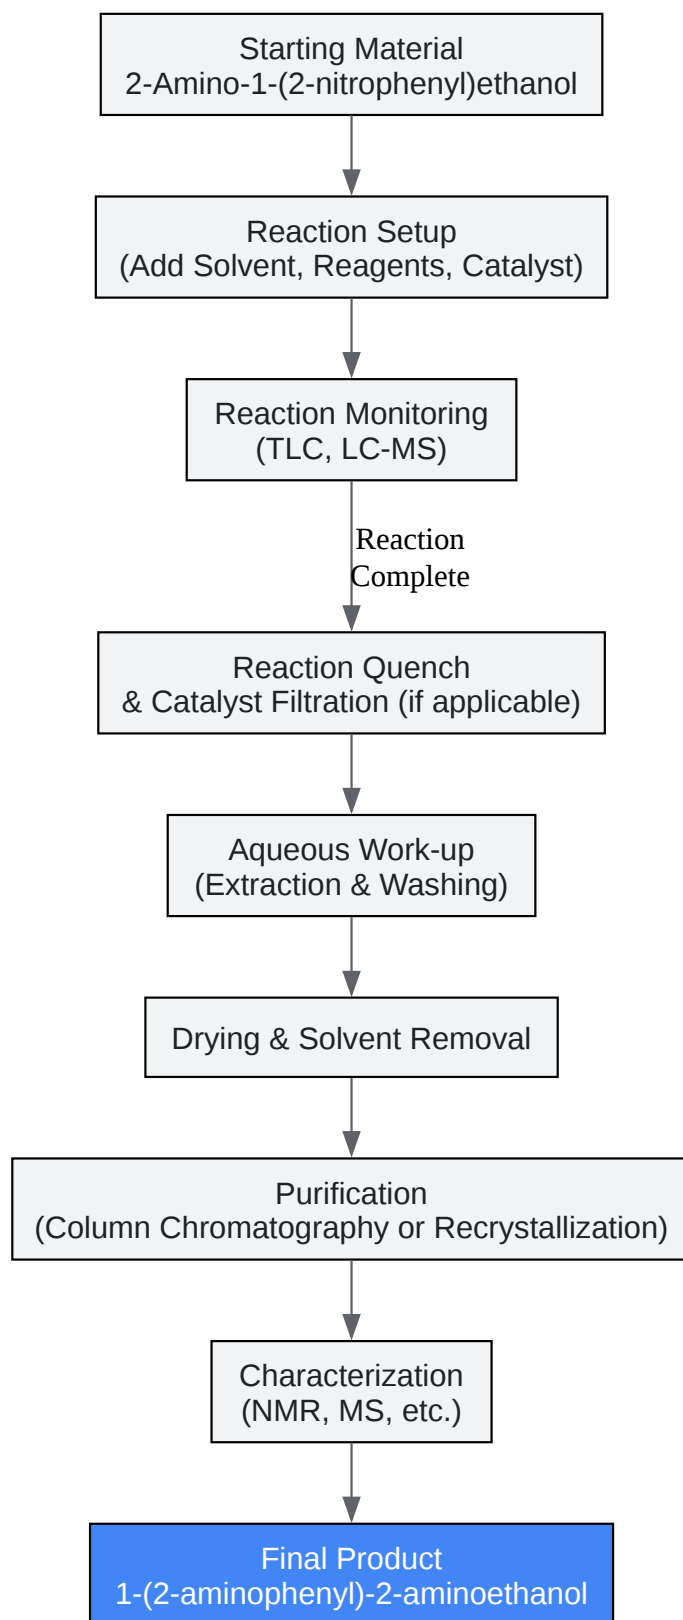 Starting Material
2-Amino-1-(2-nitrophenyl)ethanol
Reaction Setup
(Add Solvent, Reagents, Catalyst)
Reaction Monitoring
(TLC, LC-MS)
Reaction
Complete
Reaction Quench
& Catalyst Filtration (if applicable)
Aqueous Work-up
(Extraction & Washing)
Drying & Solvent Removal
Purification
(Column Chromatography or Recrystallization)
Characterization
(NMR, MS, etc.)
Final Product
1-(2-aminophenyl)-2-aminoethanol